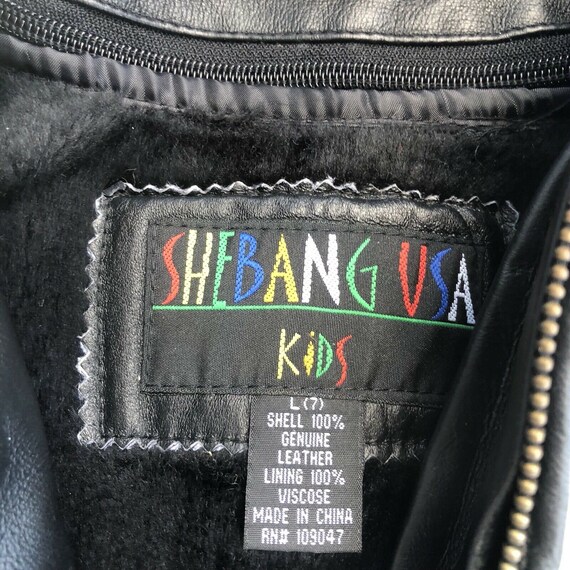 SHEBANG USA
KiDS
L (7)
SHELL 100%
GENUINE
LEATHER
LINING 100%
VISCOSE
MADE IN CHINA
RN# 109047